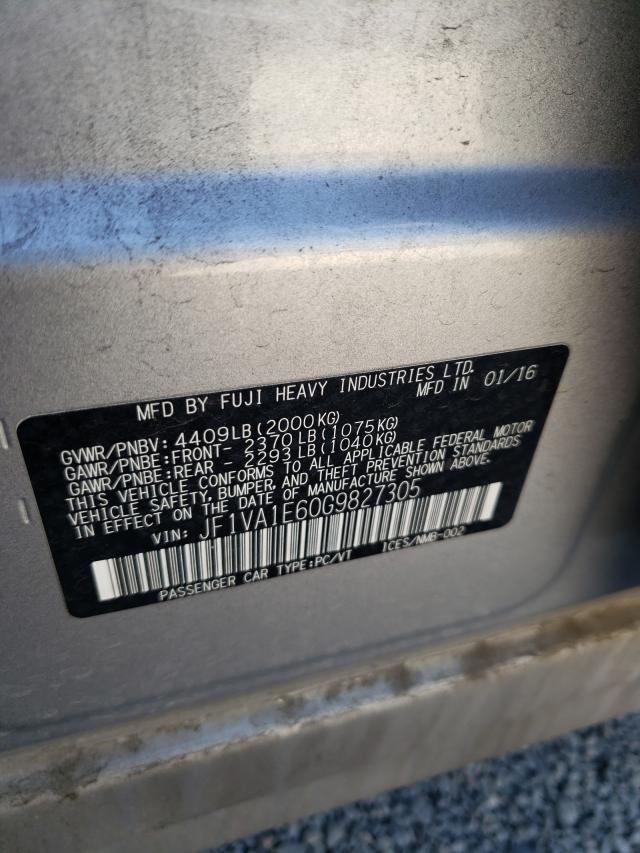 MFD BY FUJI HEAVY INDUSTRIES LTD.
MFD IN 01/16
GVWR/PNBV: 4409LB(2000KG)
GAWR/PNBE:FRONT- 2370LB(1075KG)
GAWR/PNBE:REAR - 2293LB(1040KG)
THIS VEHICLE CONFORMS TO ALL APPLICABLE FEDERAL MOTOR
VEHICLE SAFETY, BUMPER, AND THEFT PREVENTION STANDARDS
IN EFFECT ON THE DATE OF MANUFACTURE SHOWN ABOVE.
VIN: JF1VA1E60G9827305
PASSENGER CAR TYPE:PC/VT ICES/NMB-002